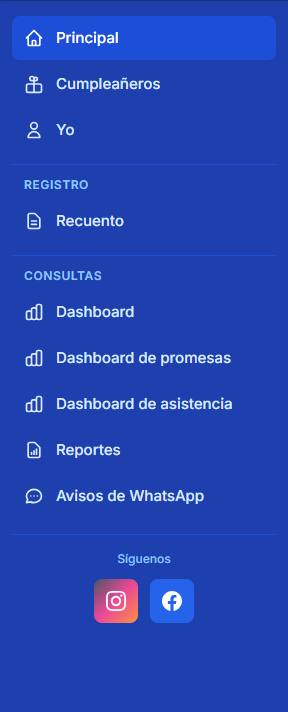 Principal
Cumpleañeros
Yo
REGISTRO
Recuento
CONSULTAS
Dashboard
Dashboard de promesas
Dashboard de asistencia
Reportes
Avisos de WhatsApp
Síguenos